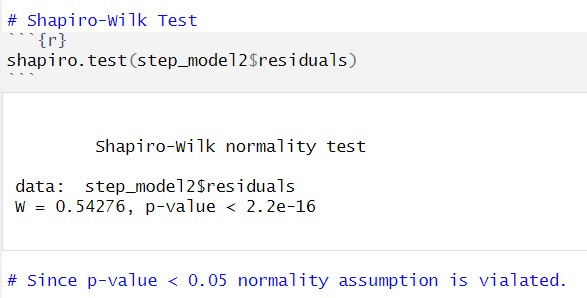 # Shapiro-Wilk Test
```{r}
shapiro.test(step_model2$residuals)
```
Shapiro-Wilk normality test
data:  step_model2$residuals
W = 0.54276, p-value < 2.2e-16
# Since p-value < 0.05 normality assumption is vialated.